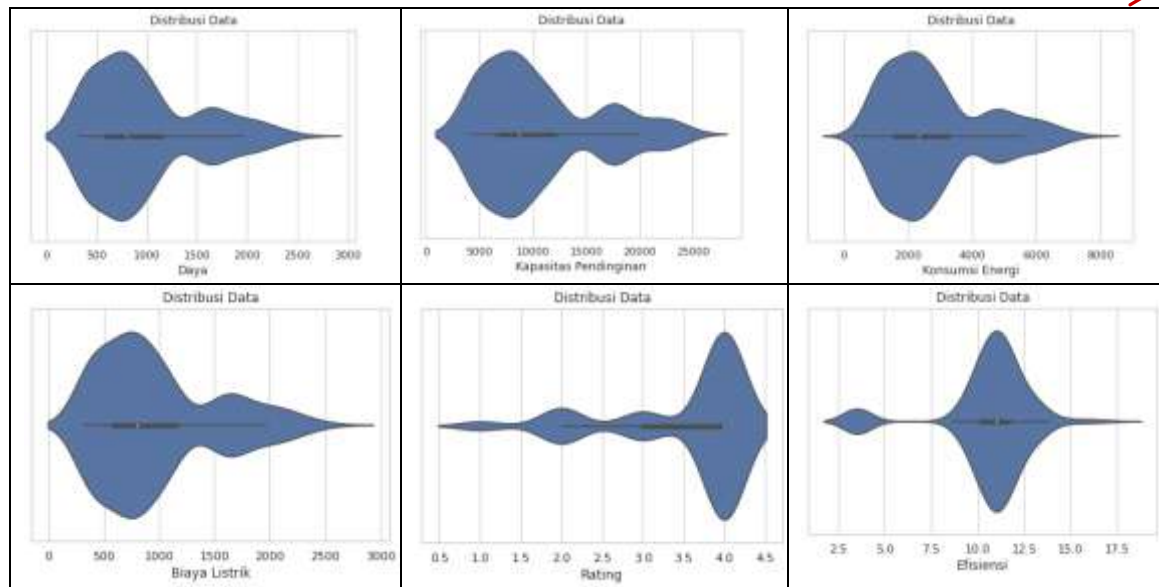 Distribusi Data
0 500 1000 1500 2000 2500 3000
Daya
Distribusi Data
0 5000 10000 15000 20000 25000
Kapasitas Pendinginan
Distribusi Data
0 2000 4000 6000 8000
Konsumsi Energi
Distribusi Data
0 500 1000 1500 2000 2500 3000
Biaya Listrik
Distribusi Data
0.5 1.0 1.5 2.0 2.5 3.0 3.5 4.0 4.5
Rating
Distribusi Data
2.5 5.0 7.5 10.0 12.5 15.0 17.5
Efisiensi